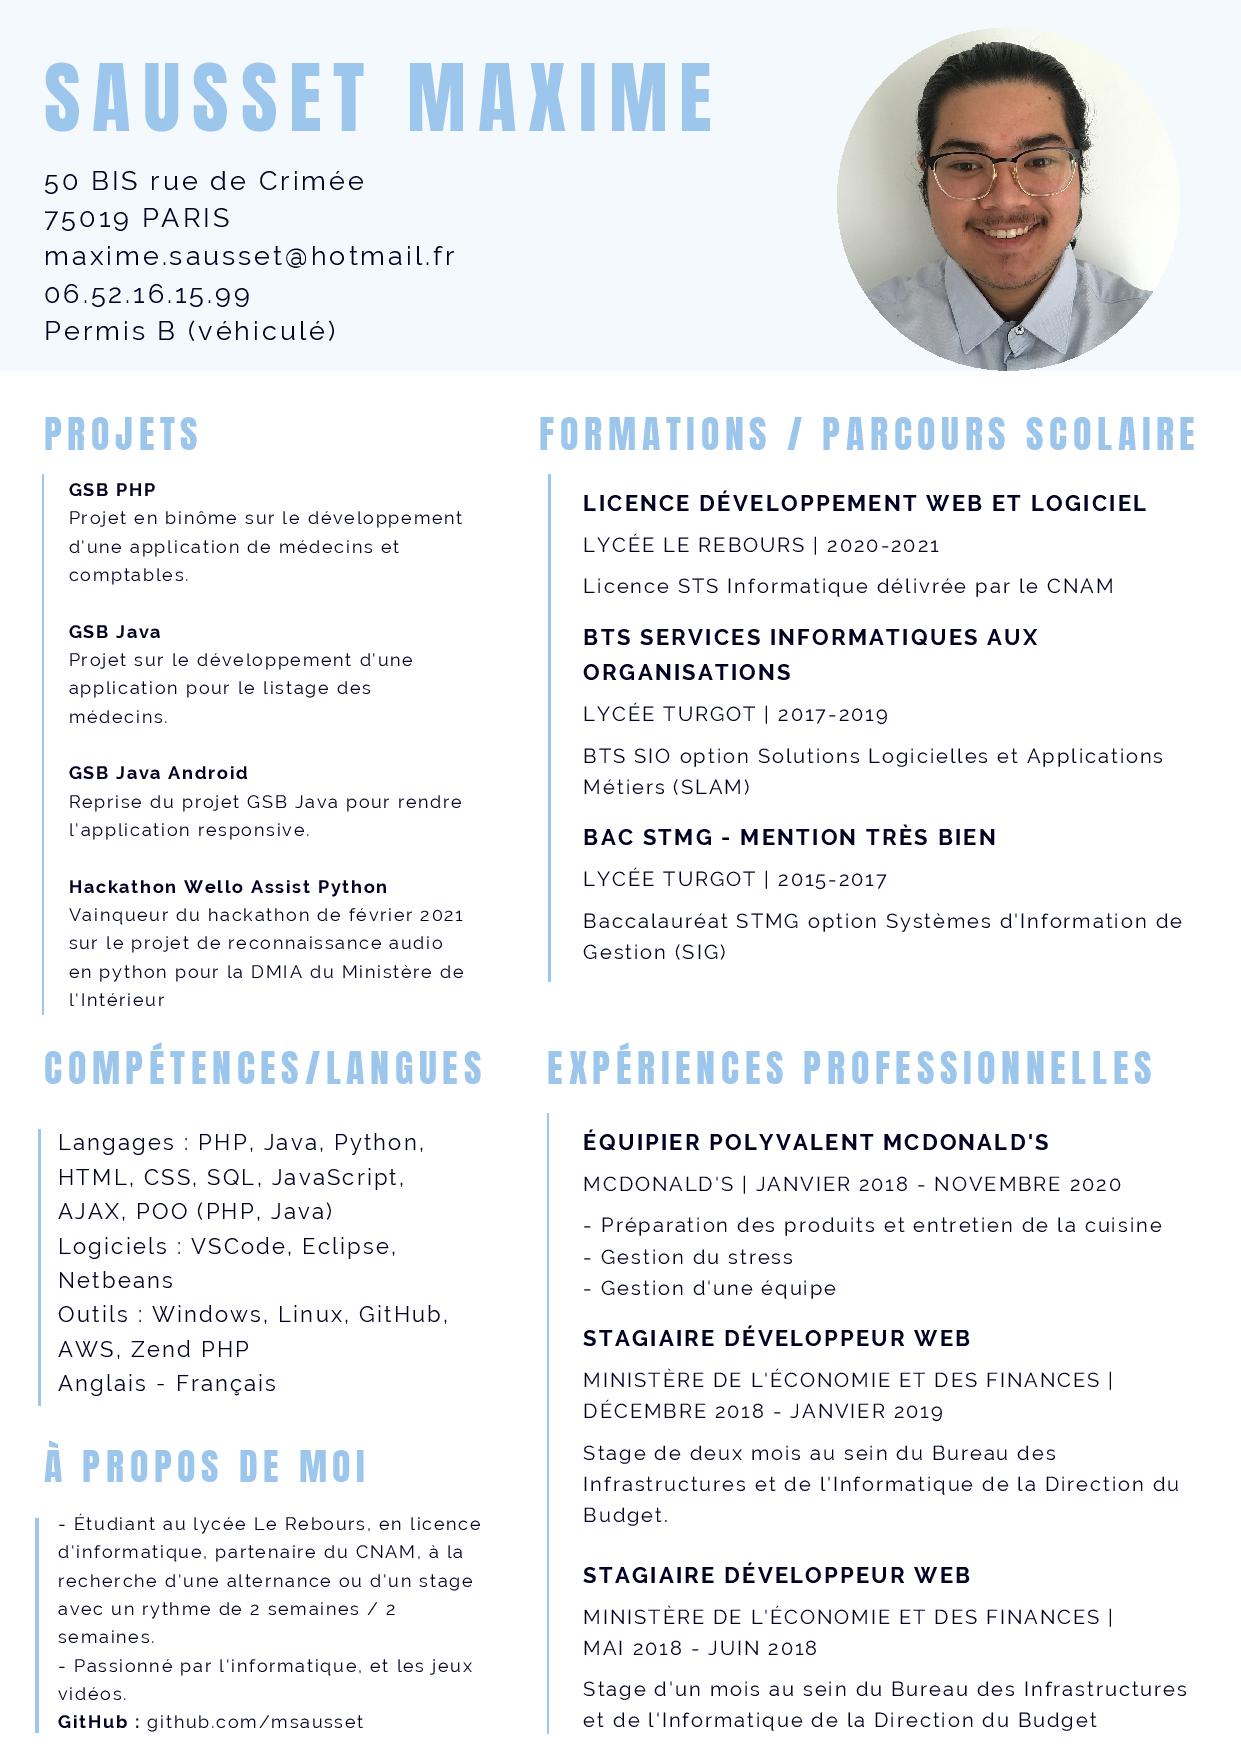 SAUSSET MAXIME
50 BIS rue de Crimée
75019 PARIS
maxime.sausset@hotmail.fr
06.52.16.15.99
Permis B (véhiculé)
PROJETS
GSB PHP
Projet en binôme sur le développement
d'une application de médecins et
comptables.
GSB Java
Projet sur le développement d'une
application pour le listage des
médecins.
GSB Java Android
Reprise du projet GSB Java pour rendre
l'application responsive.
Hackathon Wello Assist Python
Vainqueur du hackathon de février 2021
sur le projet de reconnaissance audio
en python pour la DMIA du Ministère de
l'Intérieur
COMPÉTENCES/LANGUES
Langages : PHP, Java, Python,
HTML, CSS, SQL, JavaScript,
AJAX, POO (PHP, Java)
Logiciels : VSCode, Eclipse,
Netbeans
Outils : Windows, Linux, GitHub,
AWS, Zend PHP
Anglais - Français
À PROPOS DE MOI
- Étudiant au lycée Le Rebours, en licence
d'informatique, partenaire du CNAM, à la
recherche d'une alternance ou d'un stage
avec un rythme de 2 semaines / 2
semaines.
- Passionné par l'informatique, et les jeux
vidéos.
GitHub : github.com/msausset
FORMATIONS / PARCOURS SCOLAIRE
LICENCE DÉVELOPPEMENT WEB ET LOGICIEL
LYCÉE LE REBOURS | 2020-2021
Licence STS Informatique délivrée par le CNAM
BTS SERVICES INFORMATIQUES AUX
ORGANISATIONS
LYCÉE TURGOT | 2017-2019
BTS SIO option Solutions Logicielles et Applications
Métiers (SLAM)
BAC STMG - MENTION TRÈS BIEN
LYCÉE TURGOT | 2015-2017
Baccalauréat STMG option Systèmes d'Information de
Gestion (SIG)
EXPÉRIENCES PROFESSIONNELLES
ÉQUIPIER POLYVALENT MCDONALD'S
MCDONALD'S | JANVIER 2018 - NOVEMBRE 2020
- Préparation des produits et entretien de la cuisine
- Gestion du stress
- Gestion d'une équipe
STAGIAIRE DÉVELOPPEUR WEB
MINISTÈRE DE L'ÉCONOMIE ET DES FINANCES |
DÉCEMBRE 2018 - JANVIER 2019
Stage de deux mois au sein du Bureau des
Infrastructures et de l'Informatique de la Direction du
Budget.
STAGIAIRE DÉVELOPPEUR WEB
MINISTÈRE DE L'ÉCONOMIE ET DES FINANCES |
MAI 2018 - JUIN 2018
Stage d'un mois au sein du Bureau des Infrastructures
et de l'Informatique de la Direction du Budget